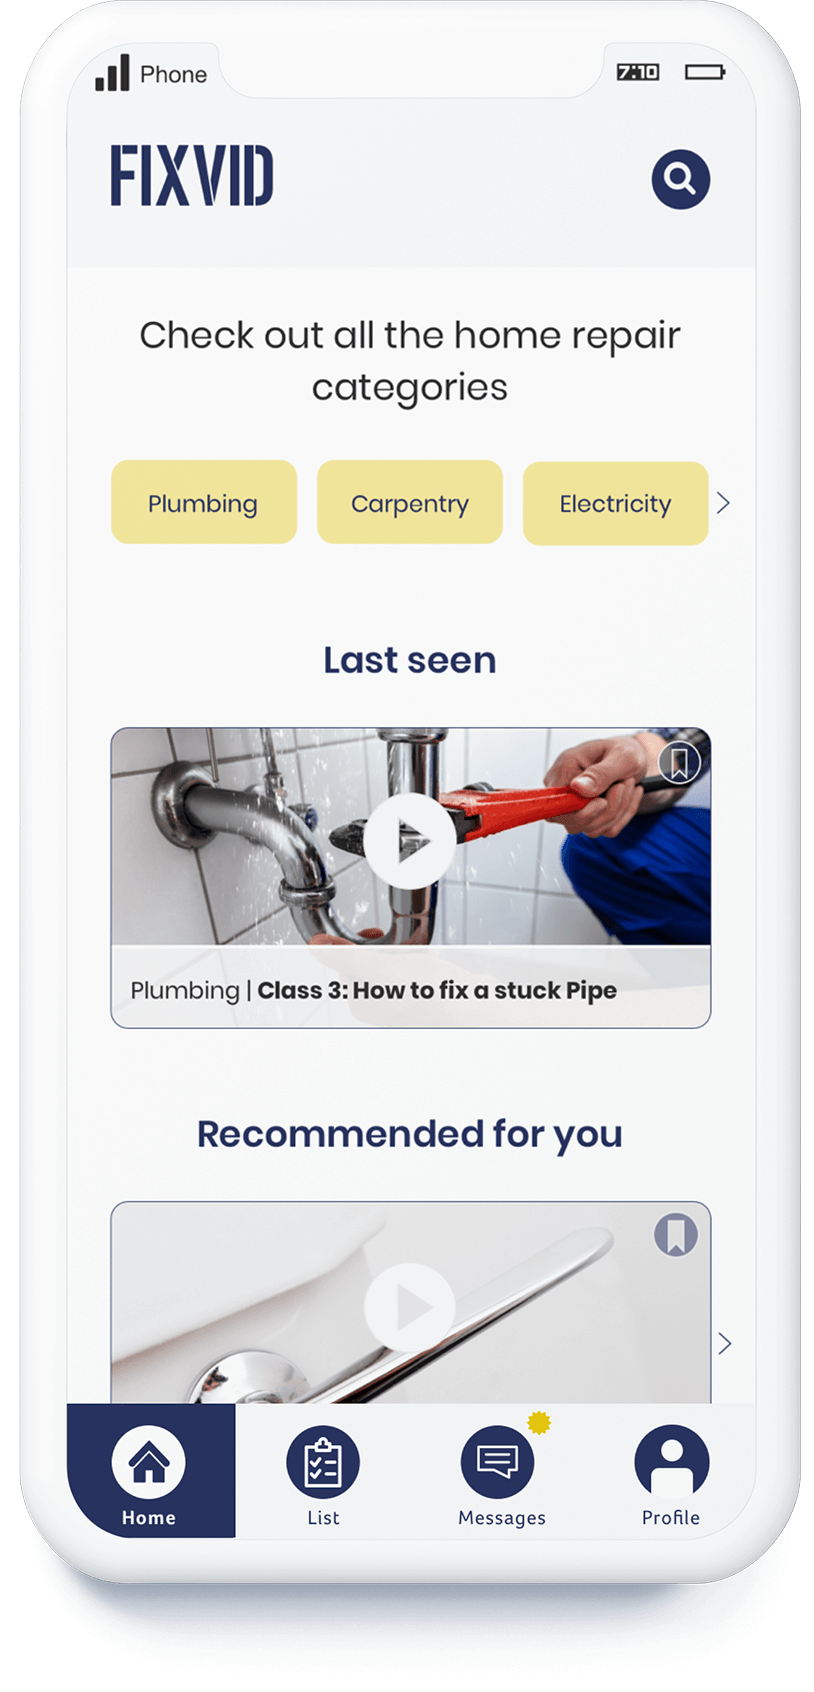 Phone
7:10
FIXVID
Check out all the home repair
categories
Plumbing
Carpentry
Electricity
Last seen
Plumbing | Class 3: How to fix a stuck Pipe
Recommended for you
Home
List
Messages
Profile